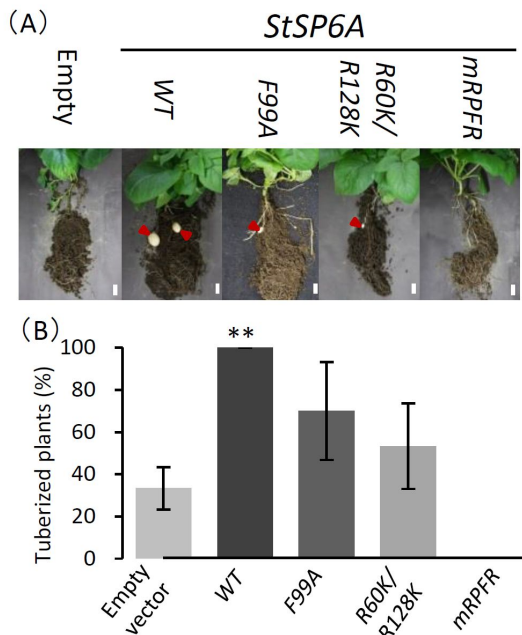 (A)
StSP6A
Empty
WT
F99A
R60K/
R128K
mRPFR
(B)
**
Tuberized plants (%)
100
80
60
40
20
0
Empty
vector
WT
F99A
R60K/
R128K
mRPFR